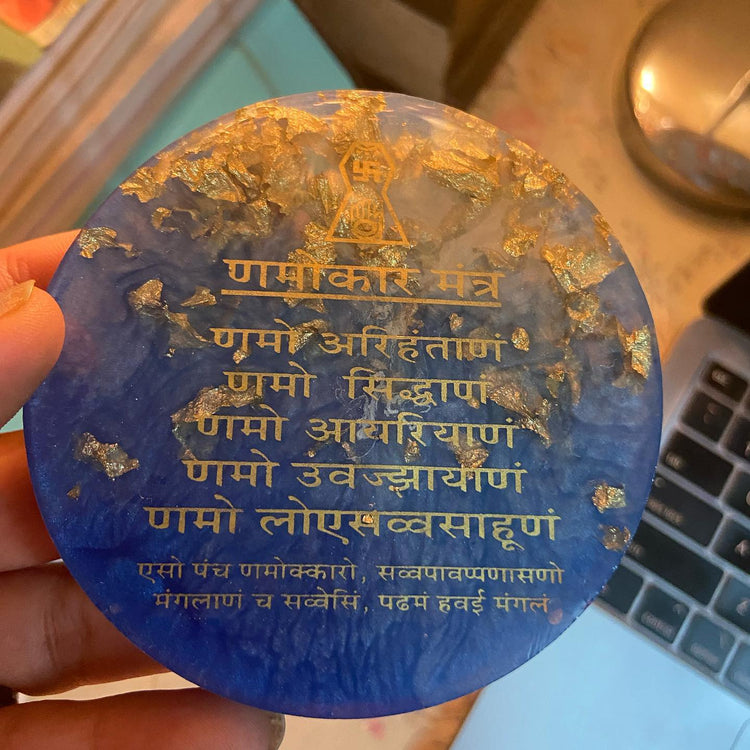 णमोकार मंत्र
णमो अरिहंताणं
णमो सिद्धाणं
णमो आयरियाणं
णमो उवज्झायाणं
णमो लोएसव्वसाहूणं
एसो पंच णमोक्कारो, सव्वपावप्पणासणो
मंगलाणं च सव्वेसिं, पढमं हवई मंगलं